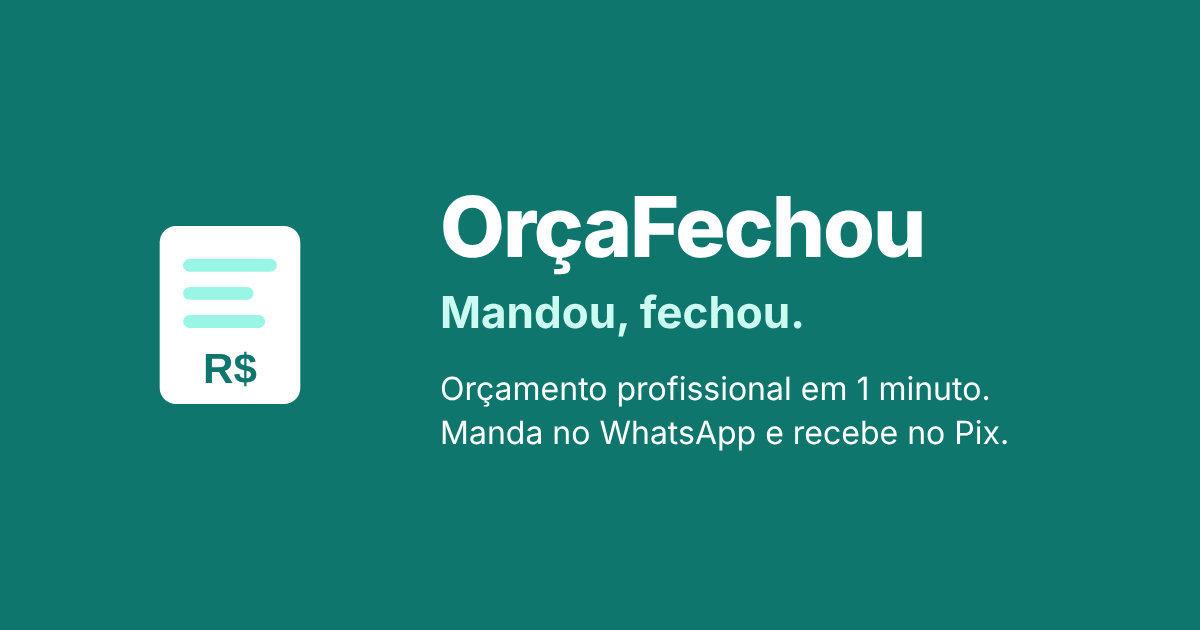 OrçaFechou
Mandou, fechou.
R$
Orçamento profissional em 1 minuto.
Manda no WhatsApp e recebe no Pix.